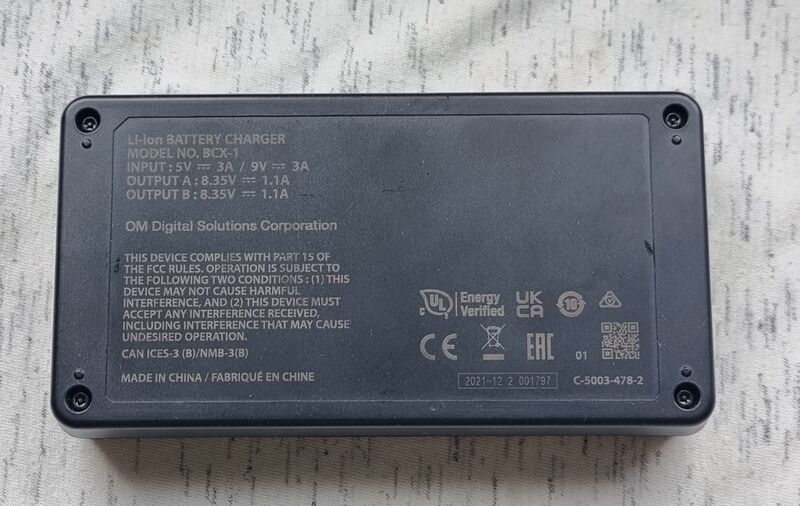 Li-ion BATTERY CHARGER
MODEL NO. BCX-1
INPUT : 5V ⎓ 3A / 9V ⎓ 3A
OUTPUT A : 8.35V ⎓ 1.1A
OUTPUT B : 8.35V ⎓ 1.1A
OM Digital Solutions Corporation
THIS DEVICE COMPLIES WITH PART 15 OF
THE FCC RULES. OPERATION IS SUBJECT TO
THE FOLLOWING TWO CONDITIONS : (1) THIS
DEVICE MAY NOT CAUSE HARMFUL
INTERFERENCE, AND (2) THIS DEVICE MUST
ACCEPT ANY INTERFERENCE RECEIVED,
INCLUDING INTERFERENCE THAT MAY CAUSE
UNDESIRED OPERATION.
CAN ICES-3 (B)/NMB-3(B)
MADE IN CHINA / FABRIQUÉ EN CHINE
c UL Energy Verified
UK CA
10
CE
EAC
01
2021-12 2 001797
C-5003-478-2